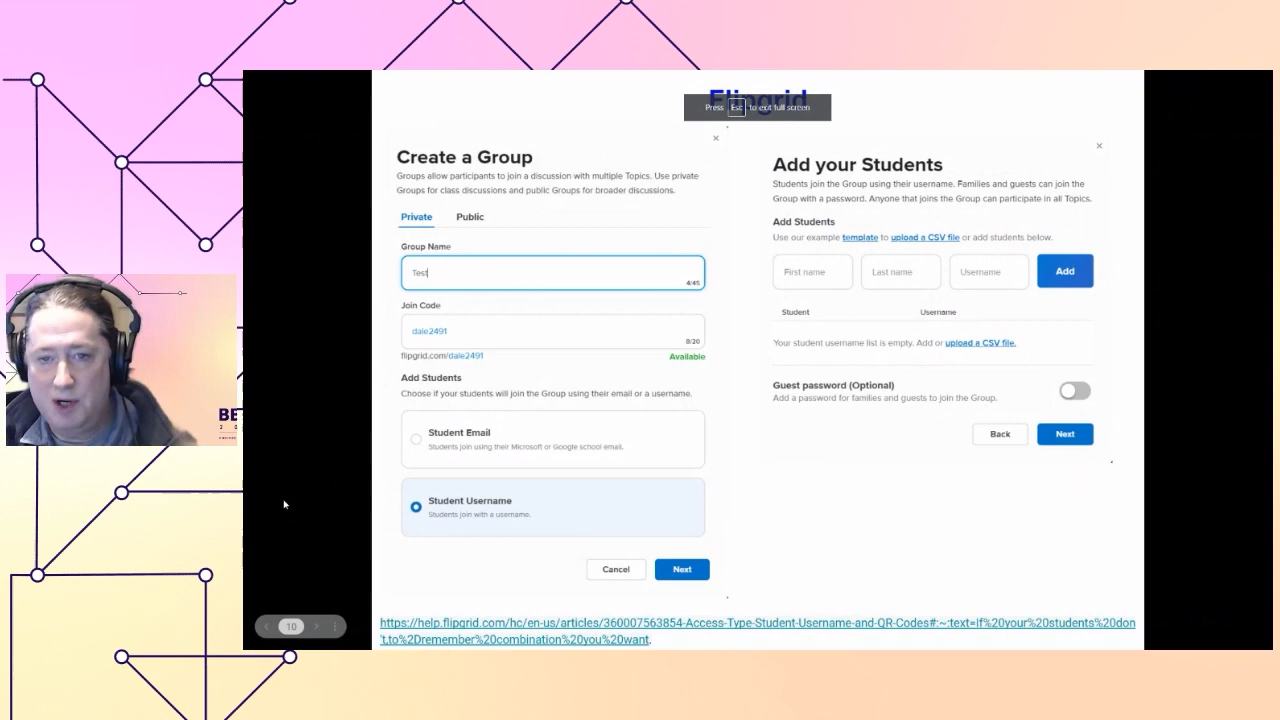 Flipgrid
Press Esc to exit full screen
Create a Group
Groups allow participants to join a discussion with multiple Topics. Use private
Groups for class discussions and public Groups for broader discussions.
Private Public
Group Name
Test
4/45
Join Code
dale2491
8/20
flipgrid.com/dale2491 Available
Add Students
Choose if your students will join the Group using their email or a username.
Student Email
Students join using their Microsoft or Google school email.
Student Username
Students join with a username.
Cancel Next
Add your Students
Students join the Group using their username. Families and guests can join the
Group with a password. Anyone that joins the Group can participate in all Topics.
Add Students
Use our example template to upload a CSV file or add students below.
First name Last name Username Add
Student Username
Your student username list is empty. Add or upload a CSV file.
Guest password (Optional)
Add a password for families and guests to join the Group.
Back Next
https://help.flipgrid.com/hc/en-us/articles/360007563854-Access-Type-Student-Username-and-QR-Codes#:~:text=If%20your%20students%20don
't,to%2Dremember%20combination%20you%20want.
10
BE